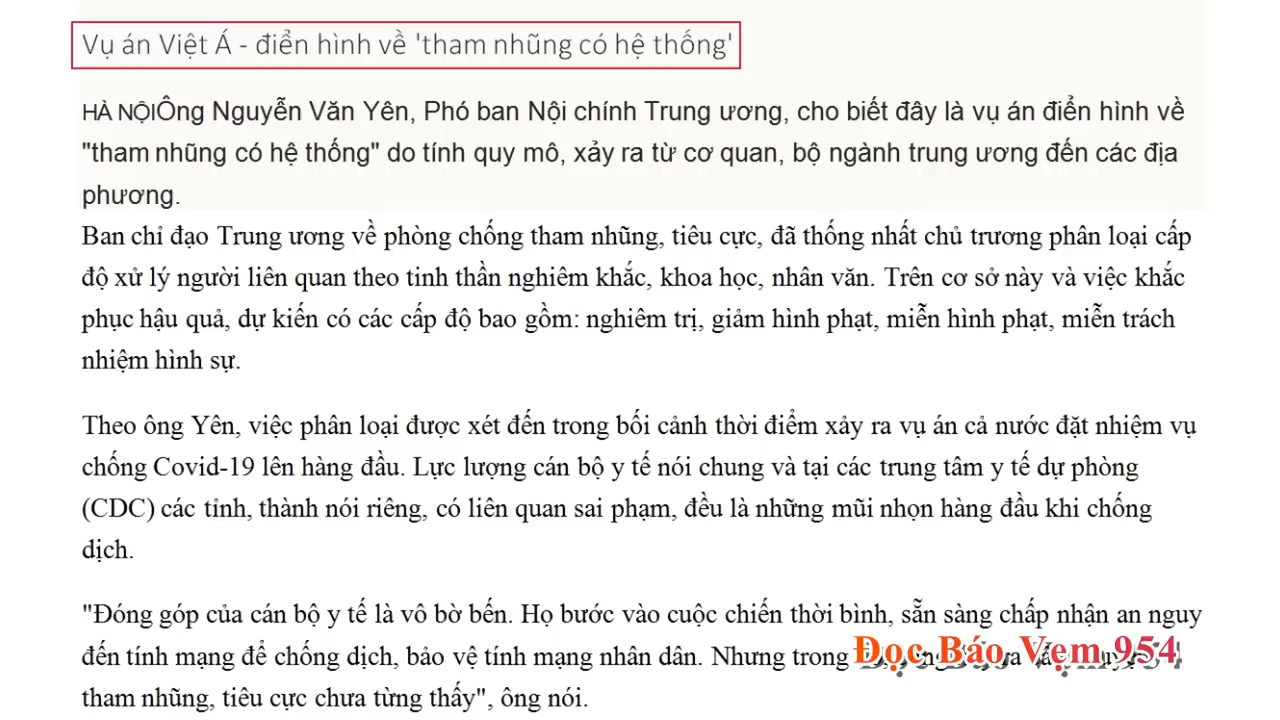 Vụ án Việt Á - điển hình về 'tham nhũng có hệ thống'
HÀ NỘIÔng Nguyễn Văn Yên, Phó ban Nội chính Trung ương, cho biết đây là vụ án điển hình về
"tham nhũng có hệ thống" do tính quy mô, xảy ra từ cơ quan, bộ ngành trung ương đến các địa
phương.
Ban chỉ đạo Trung ương về phòng chống tham nhũng, tiêu cực, đã thống nhất chủ trương phân loại cấp
độ xử lý người liên quan theo tinh thần nghiêm khắc, khoa học, nhân văn. Trên cơ sở này và việc khắc
phục hậu quả, dự kiến có các cấp độ bao gồm: nghiêm trị, giảm hình phạt, miễn hình phạt, miễn trách
nhiệm hình sự.
Theo ông Yên, việc phân loại được xét đến trong bối cảnh thời điểm xảy ra vụ án cả nước đặt nhiệm vụ
chống Covid-19 lên hàng đầu. Lực lượng cán bộ y tế nói chung và tại các trung tâm y tế dự phòng
(CDC) các tỉnh, thành nói riêng, có liên quan sai phạm, đều là những mũi nhọn hàng đầu khi chống
dịch.
"Đóng góp của cán bộ y tế là vô bờ bến. Họ bước vào cuộc chiến thời bình, sẵn sàng chấp nhận an nguy
đến tính mạng để chống dịch, bảo vệ tính mạng nhân dân. Nhưng trong
Đọc Báo Vẹm 954
tham nhũng, tiêu cực chưa từng thấy", ông nói.